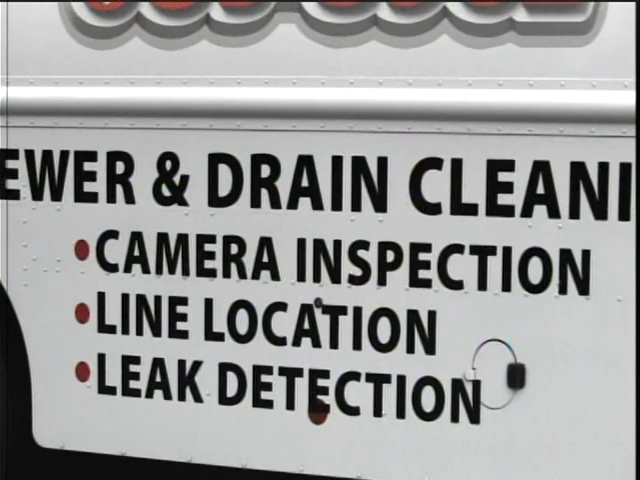 EWER & DRAIN CLEANI
•CAMERA INSPECTION
•LINE LOCATION
•LEAK DETECTION